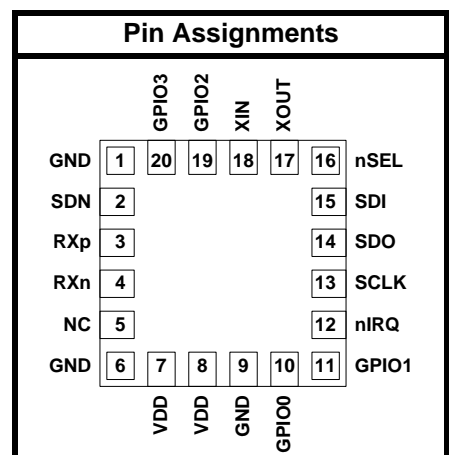 Pin Assignments
GPIO3
GPIO2
XIN
XOUT
GND 1 20 19 18 17 16 nSEL
SDN 2 15 SDI
RXp 3 14 SDO
RXn 4 13 SCLK
NC 5 12 nIRQ
GND 6 7 8 9 10 11 GPIO1
VDD
VDD
GND
GPIO0